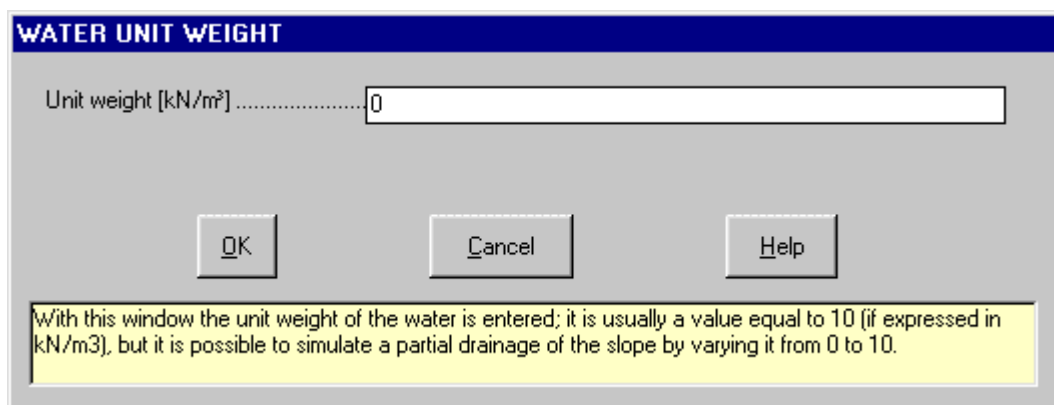 WATER UNIT WEIGHT
Unit weight [kN/m³] ......................0
OK Cancel Help
With this window the unit weight of the water is entered; it is usually a value equal to 10 (if expressed in
kN/m3), but it is possible to simulate a partial drainage of the slope by varying it from 0 to 10.